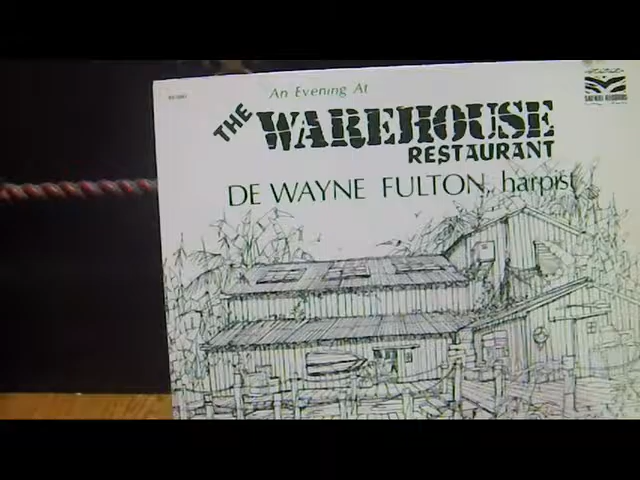 An Evening At
THE WAREHOUSE
RESTAURANT
DE WAYNE FULTON, harpist